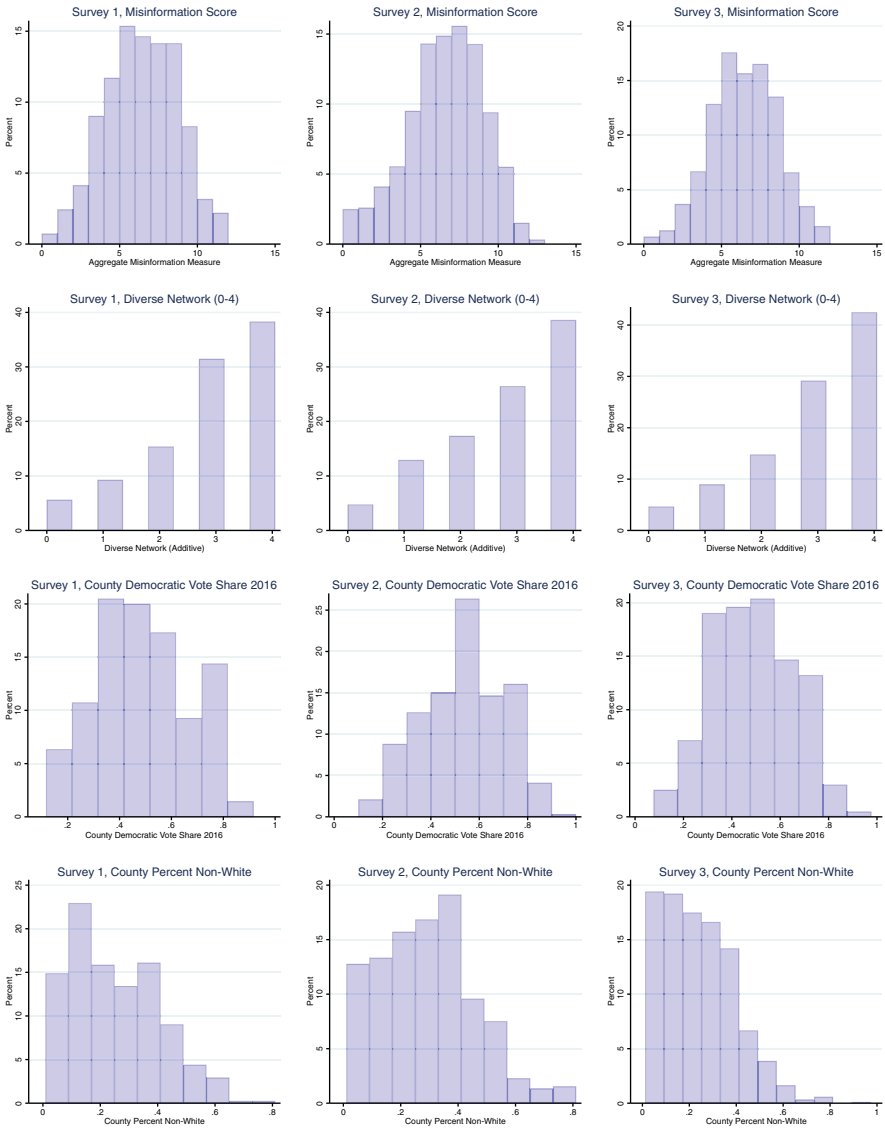 Survey 1, Misinformation Score
Percent
0 5 10 15
0 5 10 15
Aggregate Misinformation Measure
Survey 2, Misinformation Score
Percent
0 5 10 15
0 5 10 15
Aggregate Misinformation Measure
Survey 3, Misinformation Score
Percent
0 5 10 15 20
0 5 10 15
Aggregate Misinformation Measure
Survey 1, Diverse Network (0-4)
Percent
0 10 20 30 40
0 1 2 3 4
Diverse Network (Additive)
Survey 2, Diverse Network (0-4)
Percent
0 10 20 30 40
0 1 2 3 4
Diverse Network (Additive)
Survey 3, Diverse Network (0-4)
Percent
0 10 20 30 40
0 1 2 3 4
Diverse Network (Additive)
Survey 1, County Democratic Vote Share 2016
Percent
0 5 10 15 20
.2 .4 .6 .8 1
County Democratic Vote Share 2016
Survey 2, County Democratic Vote Share 2016
Percent
0 5 10 15 20 25
0 .2 .4 .6 .8 1
County Democratic Vote Share 2016
Survey 3, County Democratic Vote Share 2016
Percent
0 5 10 15 20
0 .2 .4 .6 .8 1
County Democratic Vote Share 2016
Survey 1, County Percent Non-White
Percent
0 5 10 15 20 25
0 .2 .4 .6 .8
County Percent Non-White
Survey 2, County Percent Non-White
Percent
0 5 10 15 20
0 .2 .4 .6 .8
County Percent Non-White
Survey 3, County Percent Non-White
Percent
0 5 10 15 20
0 .2 .4 .6 .8 1
County Percent Non-White